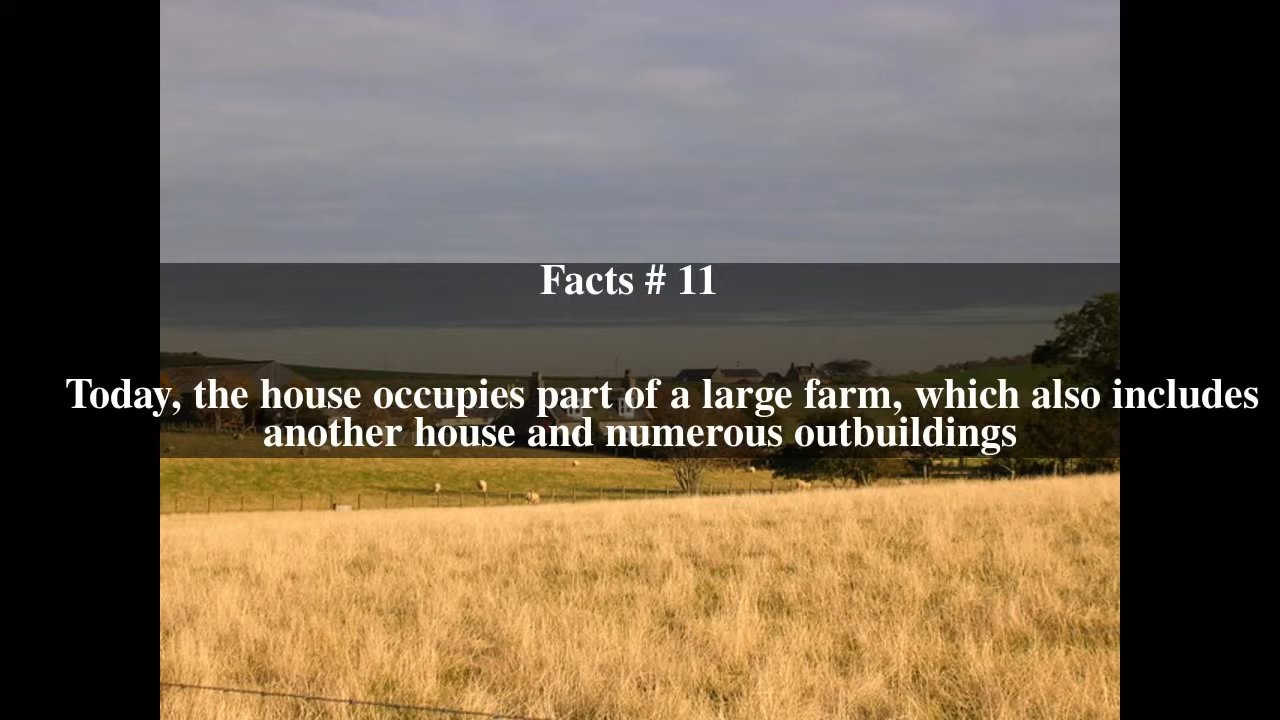 Facts # 11
Today, the house occupies part of a large farm, which also includes
another house and numerous outbuildings